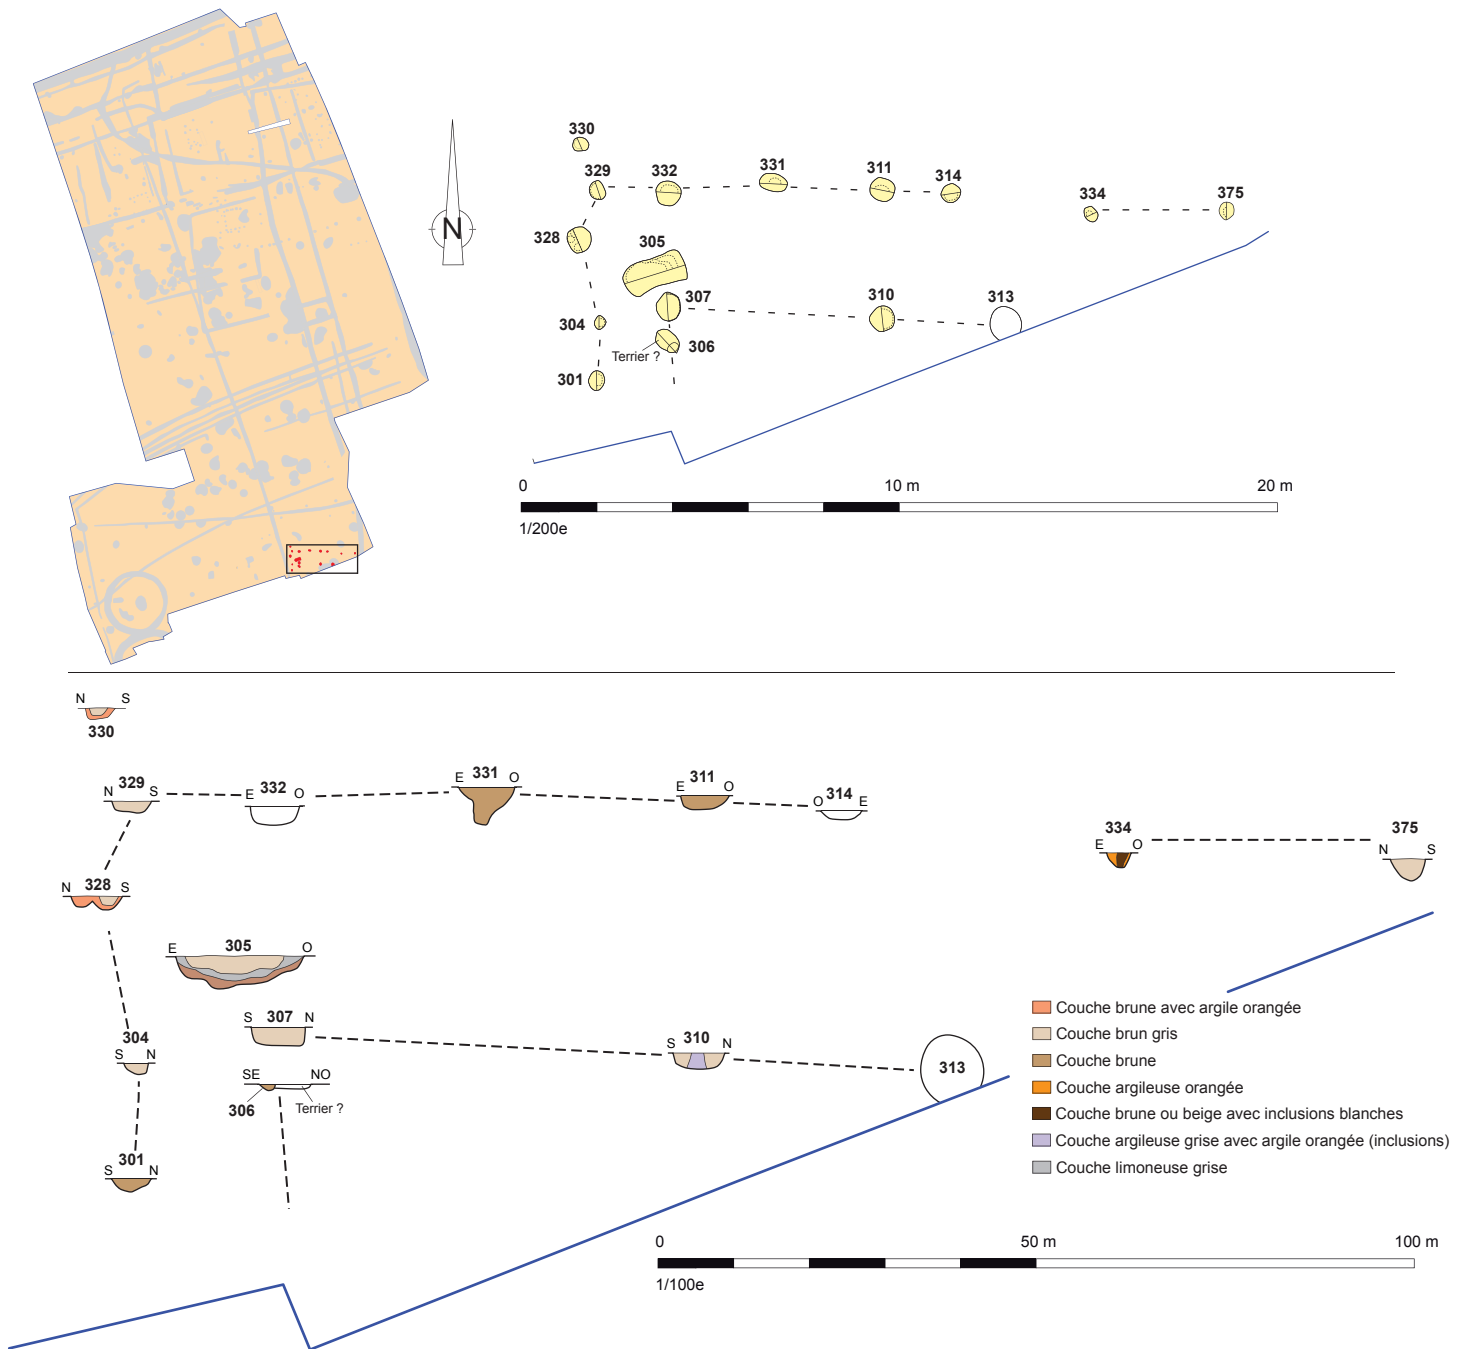 N
330
329
332
331
311
314
334
375
328
305
307
310
313
304
306
Terrier ?
301
0 10 m 20 m
1/200e
N S
330
N 329 S
E 332 O
E 331 O
E 311 O
O 314 E
334
E O
375
N S
N 328 S
E 305 O
S 307 N
S 310 N
313
304
S N
SE NO
306
Terrier ?
S 301 N
Couche brune avec argile orangée
Couche brun gris
Couche brune
Couche argileuse orangée
Couche brune ou beige avec inclusions blanches
Couche argileuse grise avec argile orangée (inclusions)
Couche limoneuse grise
0 50 m 100 m
1/100e